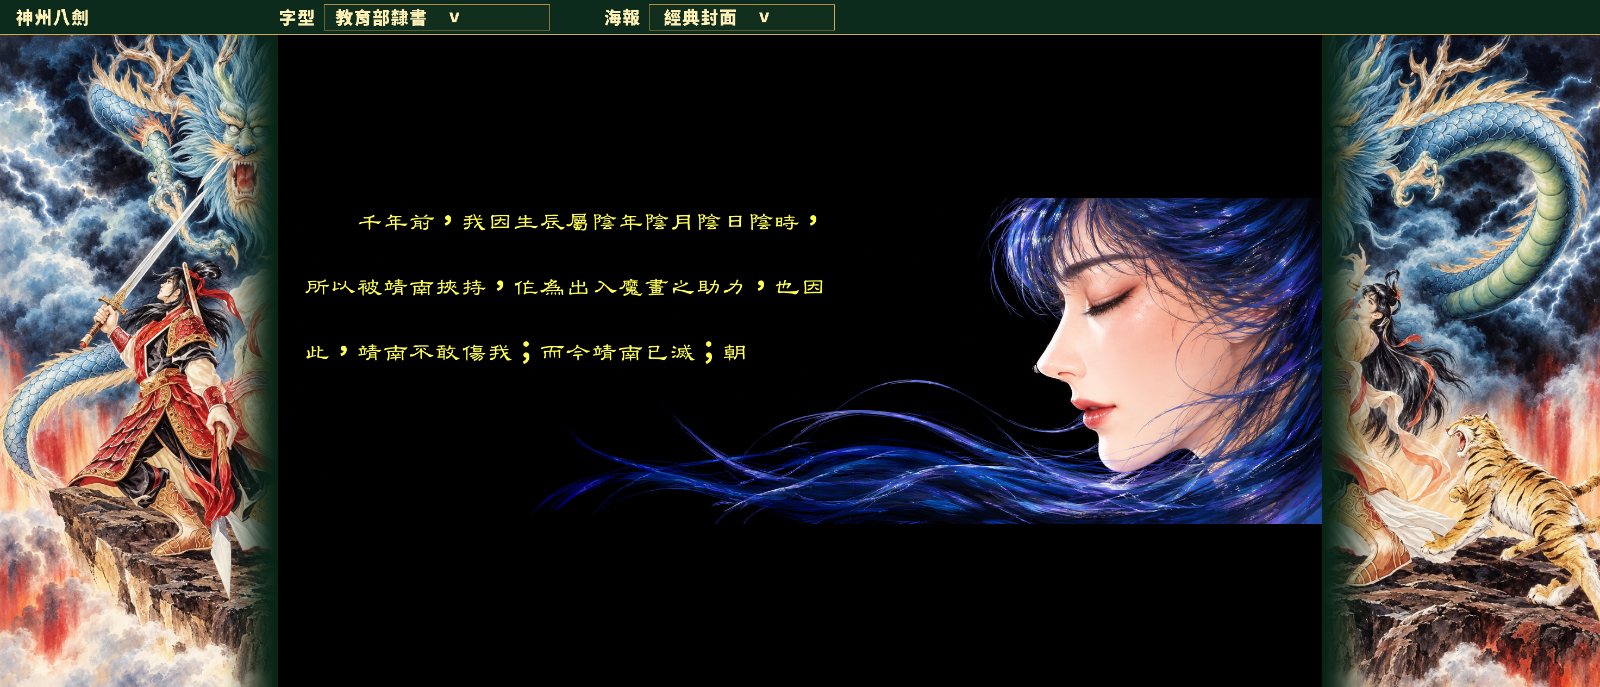 神州八劍 字型 教育部隸書 v 海報 經典封面 v
千年前，我因生辰屬陰年陰月陰日陰時，
所以被靖南挾持，作為出入魔畫之助力，也因
此，靖南不敢傷我；而今靖南已滅；朝